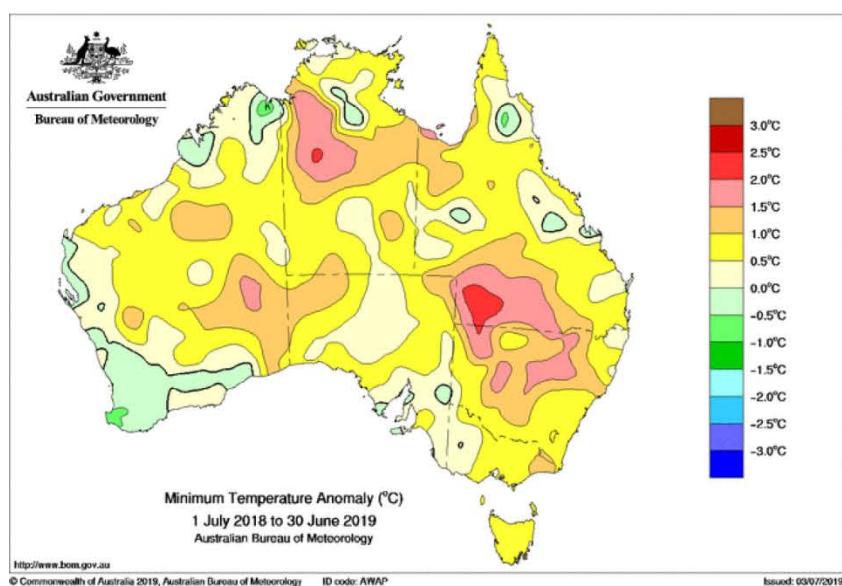 Australian Government
Bureau of Meteorology
3.0°C
2.5°C
2.0°C
1.5°C
1.0°C
0.5°C
0.0°C
-0.5°C
-1.0°C
-1.5°C
-2.0°C
-2.5°C
-3.0°C
Minimum Temperature Anomaly (°C)
1 July 2018 to 30 June 2019
Australian Bureau of Meteorology
http://www.bom.gov.au
© Commonwealth of Australia 2019, Australian Bureau of Meteorology ID code: AWAP Issued: 03/07/2019